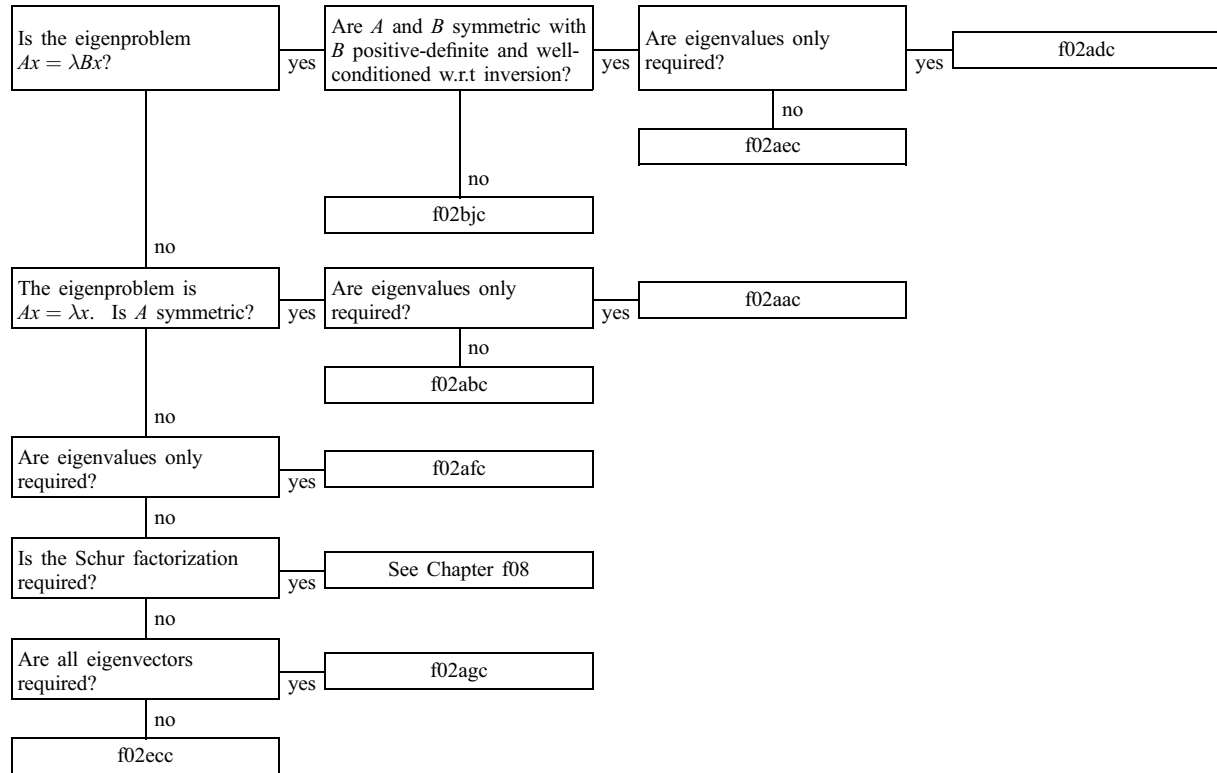 Is the eigenproblem
Ax = λBx?
yes
Are A and B symmetric with
B positive-definite and well-
conditioned w.r.t inversion?
yes
Are eigenvalues only
required?
yes
f02adc
no
f02aec
no
f02bjc
no
The eigenproblem is
Ax = λx. Is A symmetric?
yes
Are eigenvalues only
required?
yes
f02aac
no
f02abc
no
Are eigenvalues only
required?
yes
f02afc
no
Is the Schur factorization
required?
yes
See Chapter f08
no
Are all eigenvectors
required?
yes
f02agc
no
f02ecc